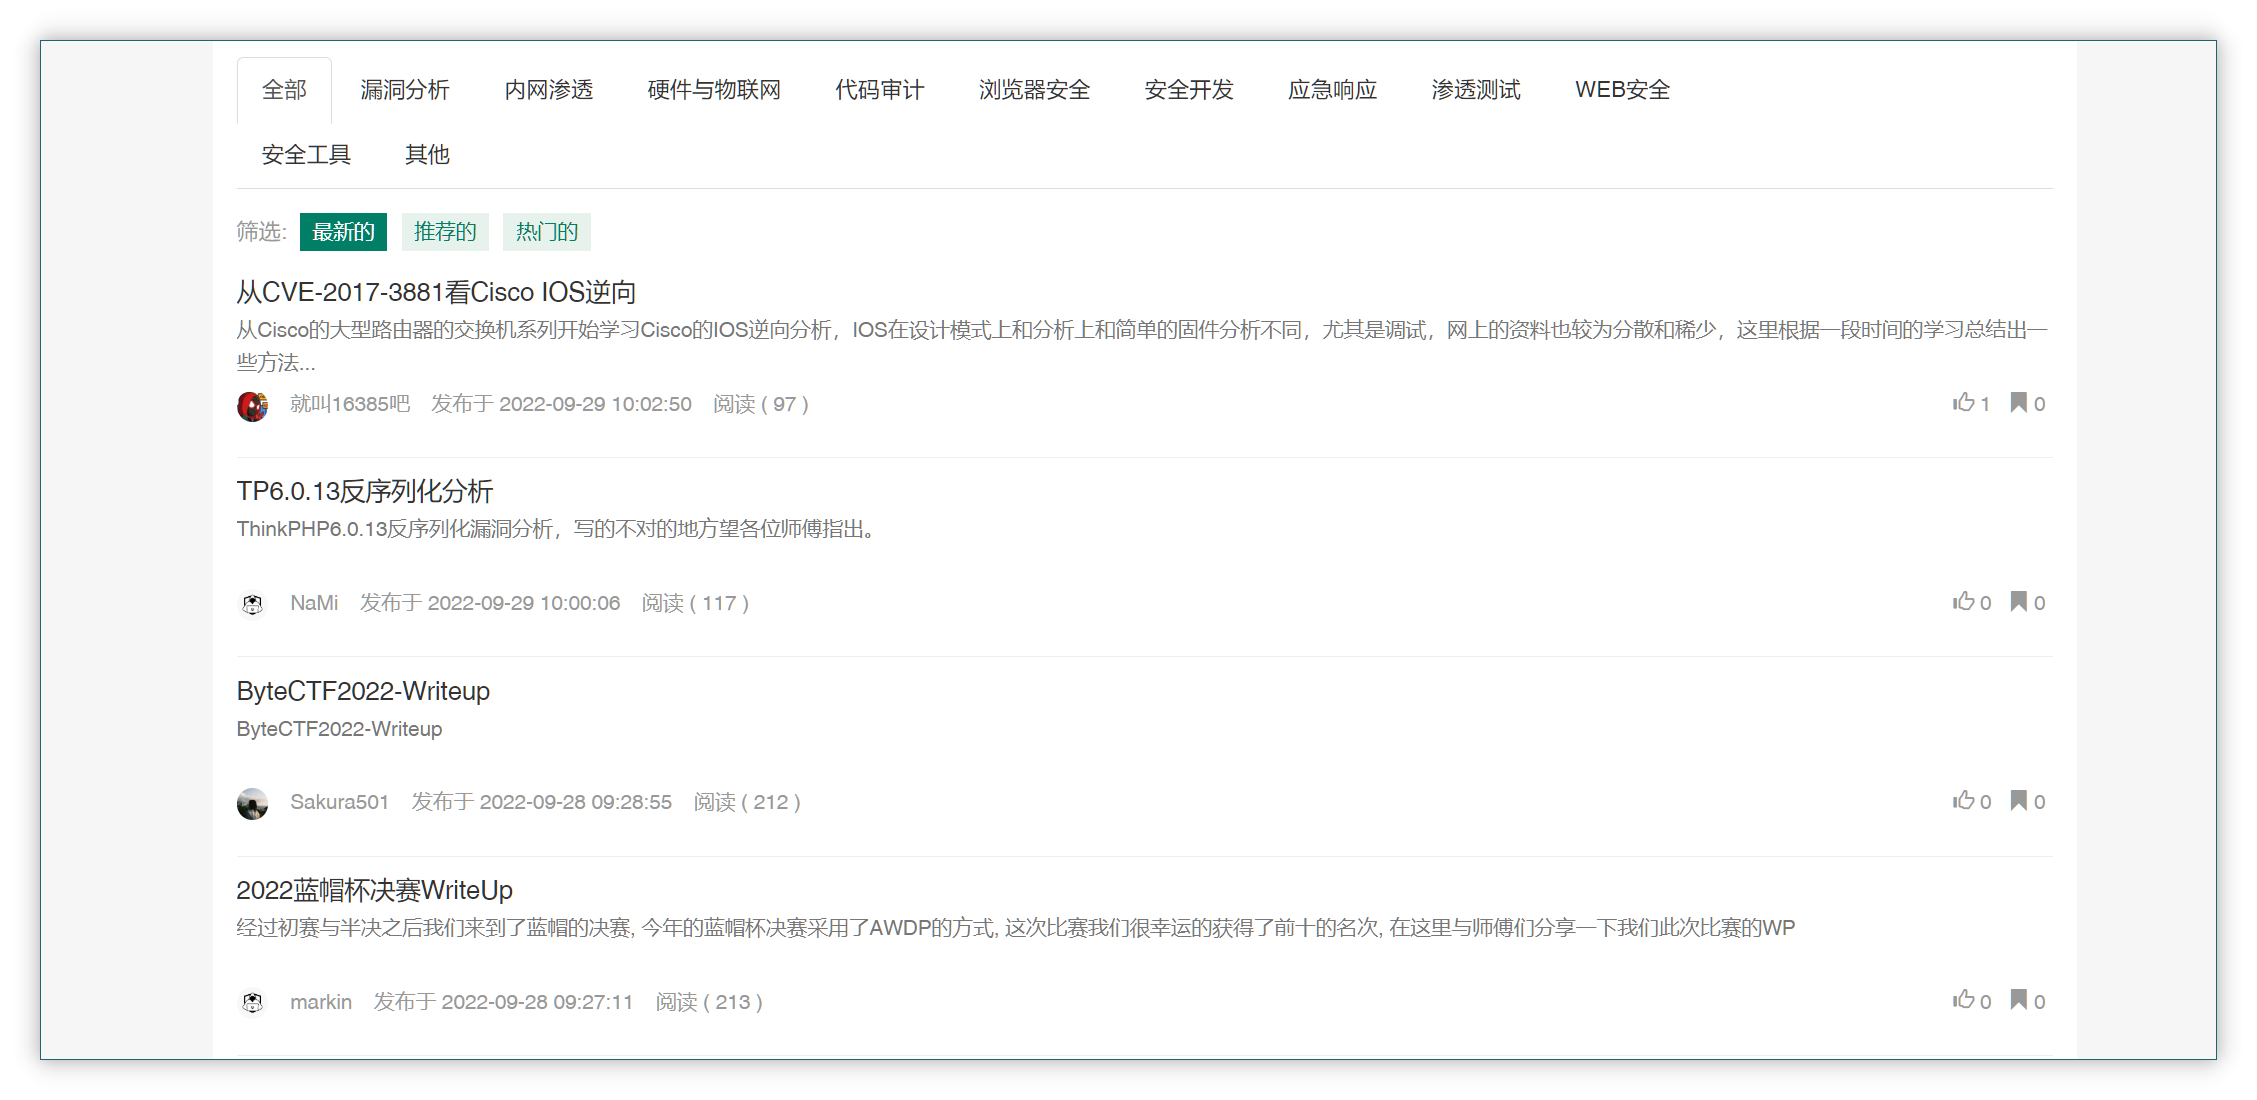 全部 漏洞分析 内网渗透 硬件与物联网 代码审计 浏览器安全 安全开发 应急响应 渗透测试 WEB安全
安全工具 其他
筛选: 最新的 推荐的 热门的
从CVE-2017-3881看Cisco IOS逆向
从Cisco的大型路由器的交换机系列开始学习Cisco的IOS逆向分析，IOS在设计模式上和分析上和简单的固件分析不同，尤其是调试，网上的资料也较为分散和稀少，这里根据一段时间的学习总结出一
些方法...
就叫16385吧 发布于 2022-09-29 10:02:50 阅读 ( 97 ) 1 0
TP6.0.13反序列化分析
ThinkPHP6.0.13反序列化漏洞分析，写的不对的地方望各位师傅指出。
NaMi 发布于 2022-09-29 10:00:06 阅读 ( 117 ) 0 0
ByteCTF2022-Writeup
ByteCTF2022-Writeup
Sakura501 发布于 2022-09-28 09:28:55 阅读 ( 212 ) 0 0
2022蓝帽杯决赛WriteUp
经过初赛与半决之后我们来到了蓝帽的决赛, 今年的蓝帽杯决赛采用了AWDP的方式, 这次比赛我们很幸运的获得了前十的名次, 在这里与师傅们分享一下我们此次比赛的WP
markin 发布于 2022-09-28 09:27:11 阅读 ( 213 ) 0 0